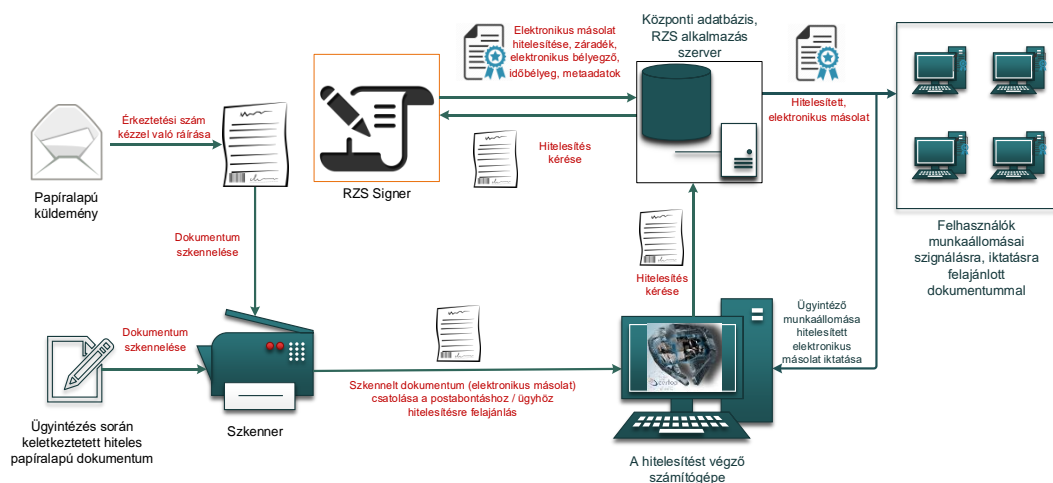 Elektronikus másolat
hitelesítése, záradék,
elektronikus bélyegző,
időbélyeg, metaadatok
Központi adatbázis,
RZS alkalmazás
szerver
Érkeztetési szám
kézzel való ráírása
Hitelesítés
kérése
Hitelesített,
elektronikus másolat
Papíralapú
küldemény
RZS Signer
Felhasználók
munkaállomásai
szignálásra, iktatásra
felajánlott
dokumentummal
Dokumentum
szkennelése
Hitelesítés
kérése
Ügyintéző
munkaállomása
hitelesített
elektronikus
másolat iktatása
Dokumentum
szkennelése
Szkennelt dokumentum (elektronikus másolat)
csatolása a postabontáshoz / ügyhöz
hitelesítésre felajánlás
Ügyintézés során
keletkeztetett hiteles
papíralapú dokumentum
Szkenner
A hitelesítést végző
számítógépe